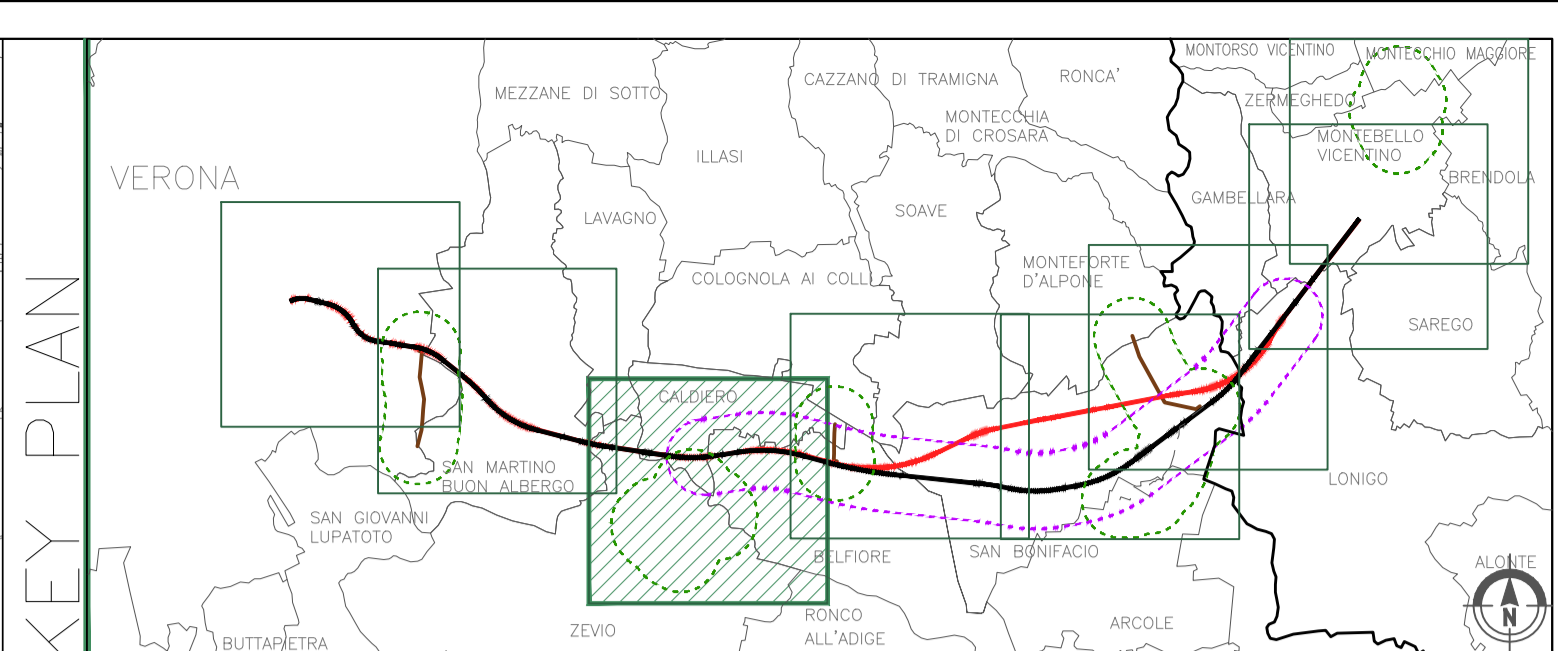 KEY PLAN
MONTORSO VICENTINO
MONTECCHIO MAGGIORE
MEZZANE DI SOTTO
CAZZANO DI TRAMIGNA
RONCA'
ZERMEGHEDO
MONTECCHIA
DI CROSARA
MONTEBELLO
VICENTINO
ILLASI
VERONA
BRENDOLA
GAMBELLARA
LAVAGNO
SOAVE
MONTEFORTE
D'ALPONE
COLOGNOLA AI COLLI
SAREGO
CALDIERO
SAN MARTINO
BUON ALBERGO
LONIGO
SAN GIOVANNI
LUPATOTO
BELFIORE
SAN BONIFACIO
ALONTE
RONCO
ALL'ADIGE
ZEVIO
ARCOLE
N
BUTTAPIETRA